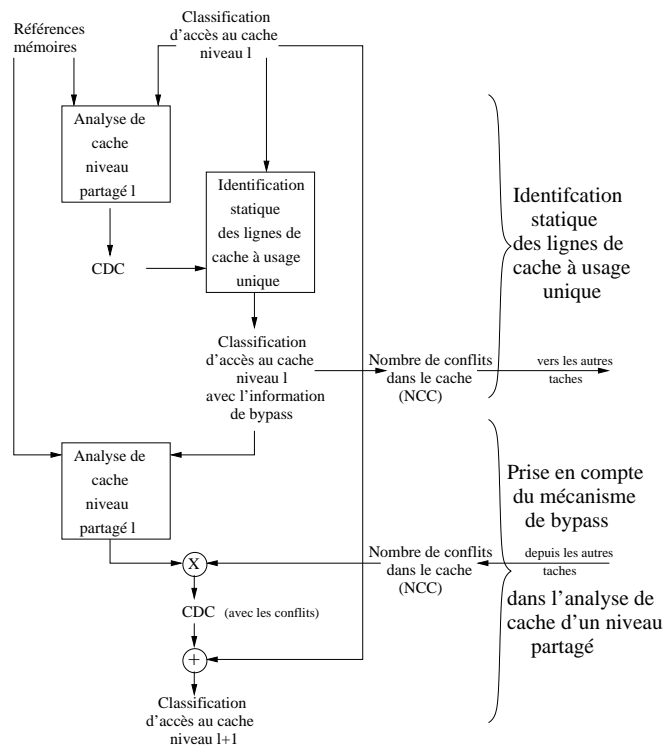 Références
mémoires
Classification
d'accès au cache
niveau l
Analyse de
cache
niveau
partagé l
Identification
statique
des lignes de
cache à usage
unique
CDC
Identifcation
statique
des lignes de
cache à usage
unique
Classification
d'accès au cache
niveau l
avec l'information
de bypass
Nombre de conflits
dans le cache
(NCC)
vers les autres
taches
Analyse de
cache
niveau
partagé l
Prise en compte
du mécanisme
de bypass
X
Nombre de conflits
dans le cache
(NCC)
depuis les autres
taches
CDC (avec les conflits)
dans l'analyse de
cache d'un niveau
partagé
+
Classification
d'accès au cache
niveau l+1